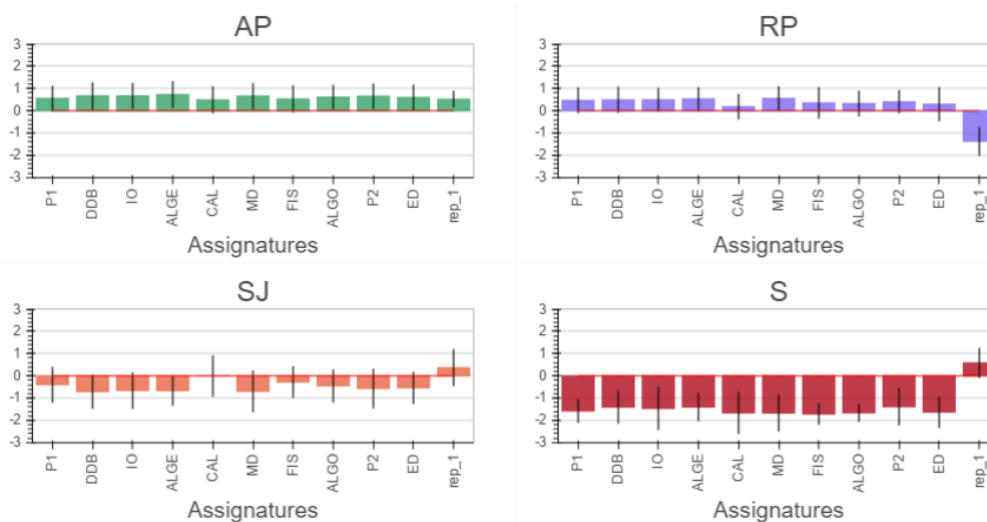 AP
3
2
1
0
-1
-2
-3
P1
DDB
IO
ALGE
CAL
MD
FIS
ALGO
P2
ED
rep_1
Assignatures
RP
3
2
1
0
-1
-2
-3
P1
DDB
IO
ALGE
CAL
MD
FIS
ALGO
P2
ED
rep_1
Assignatures
SJ
3
2
1
0
-1
-2
-3
P1
DDB
IO
ALGE
CAL
MD
FIS
ALGO
P2
ED
rep_1
Assignatures
S
3
2
1
0
-1
-2
-3
P1
DDB
IO
ALGE
CAL
MD
FIS
ALGO
P2
ED
rep_1
Assignatures